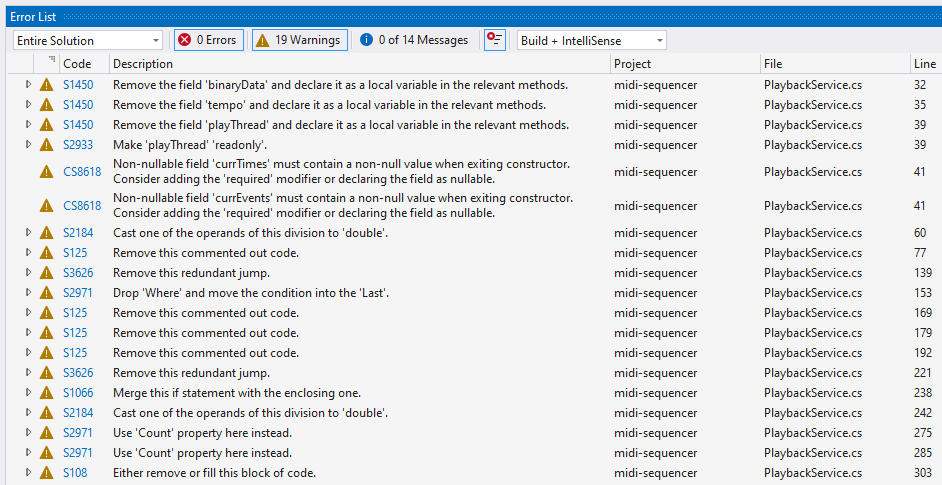 Error List
Entire Solution 0 Errors 19 Warnings 0 of 14 Messages Build + IntelliSense
Code Description Project File Line
S1450 Remove the field 'binaryData' and declare it as a local variable in the relevant methods. midi-sequencer PlaybackService.cs 32
S1450 Remove the field 'tempo' and declare it as a local variable in the relevant methods. midi-sequencer PlaybackService.cs 35
S1450 Remove the field 'playThread' and declare it as a local variable in the relevant methods. midi-sequencer PlaybackService.cs 39
S2933 Make 'playThread' 'readonly'. midi-sequencer PlaybackService.cs 39
CS8618 Non-nullable field 'currTimes' must contain a non-null value when exiting constructor.
Consider adding the 'required' modifier or declaring the field as nullable. midi-sequencer PlaybackService.cs 41
CS8618 Non-nullable field 'currEvents' must contain a non-null value when exiting constructor.
Consider adding the 'required' modifier or declaring the field as nullable. midi-sequencer PlaybackService.cs 41
S2184 Cast one of the operands of this division to 'double'. midi-sequencer PlaybackService.cs 60
S125 Remove this commented out code. midi-sequencer PlaybackService.cs 77
S3626 Remove this redundant jump. midi-sequencer PlaybackService.cs 139
S2971 Drop 'Where' and move the condition into the 'Last'. midi-sequencer PlaybackService.cs 153
S125 Remove this commented out code. midi-sequencer PlaybackService.cs 169
S125 Remove this commented out code. midi-sequencer PlaybackService.cs 179
S125 Remove this commented out code. midi-sequencer PlaybackService.cs 192
S3626 Remove this redundant jump. midi-sequencer PlaybackService.cs 221
S1066 Merge this if statement with the enclosing one. midi-sequencer PlaybackService.cs 238
S2184 Cast one of the operands of this division to 'double'. midi-sequencer PlaybackService.cs 242
S2971 Use 'Count' property here instead. midi-sequencer PlaybackService.cs 275
S2971 Use 'Count' property here instead. midi-sequencer PlaybackService.cs 285
S108 Either remove or fill this block of code. midi-sequencer PlaybackService.cs 303